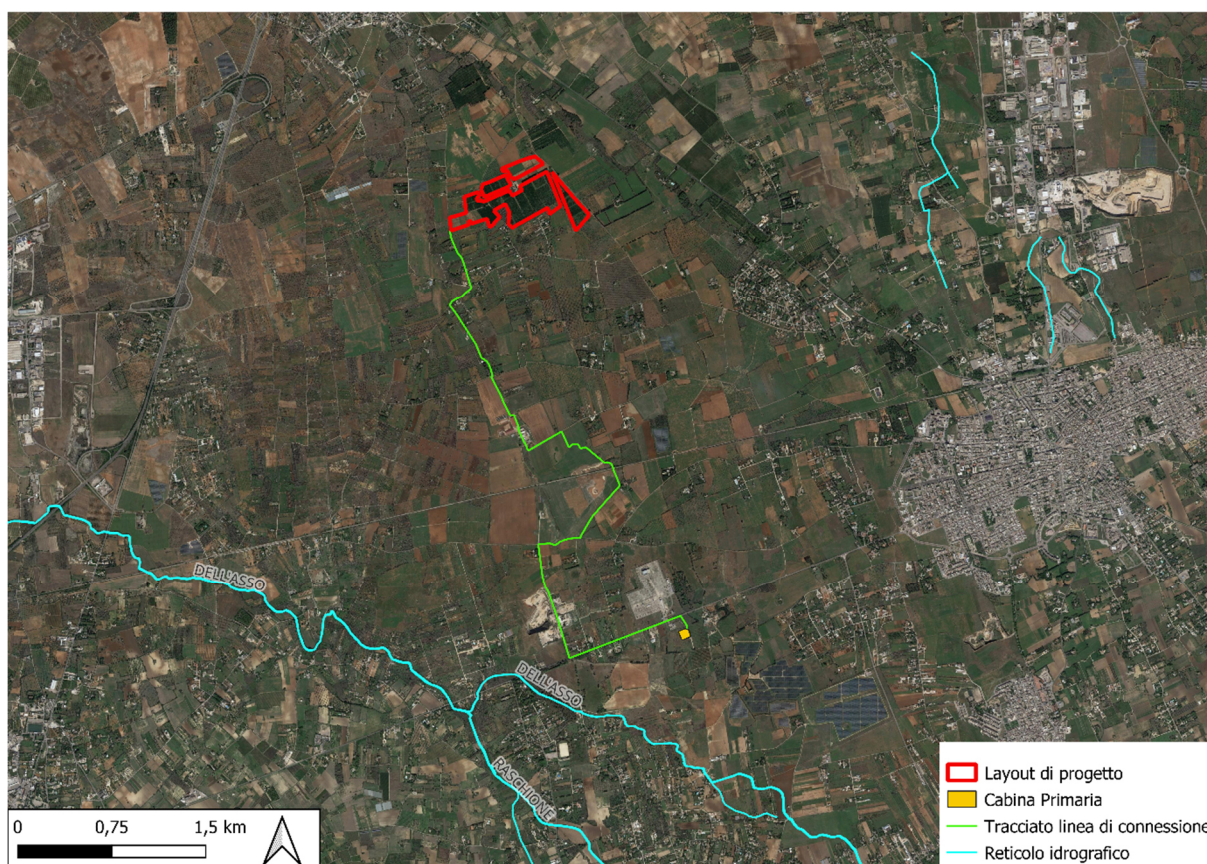 DELL'ASSO
DELL'ASSO
RASCHIONE
Layout di progetto
Cabina Primaria
Tracciato linea di connessione
Reticolo idrografico
0 0,75 1,5 km